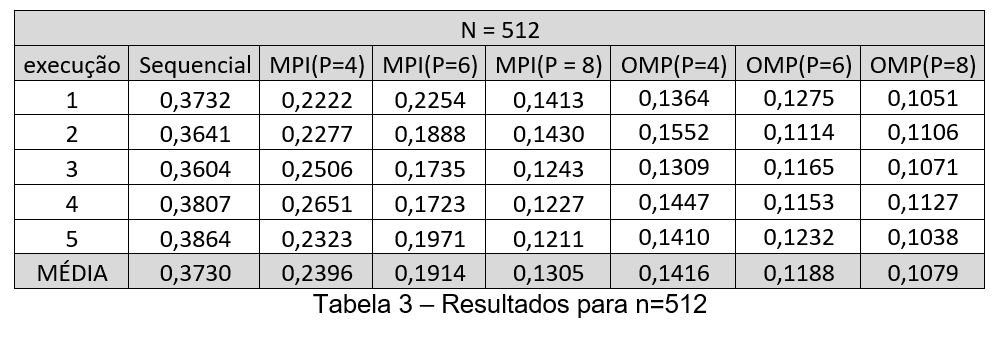 N = 512
execução Sequencial MPI(P=4) MPI(P=6) MPI(P = 8) OMP(P=4) OMP(P=6) OMP(P=8)
1 0,3732 0,2222 0,2254 0,1413 0,1364 0,1275 0,1051
2 0,3641 0,2277 0,1888 0,1430 0,1552 0,1114 0,1106
3 0,3604 0,2506 0,1735 0,1243 0,1309 0,1165 0,1071
4 0,3807 0,2651 0,1723 0,1227 0,1447 0,1153 0,1127
5 0,3864 0,2323 0,1971 0,1211 0,1410 0,1232 0,1038
MÉDIA 0,3730 0,2396 0,1914 0,1305 0,1416 0,1188 0,1079
Tabela 3 – Resultados para n=512